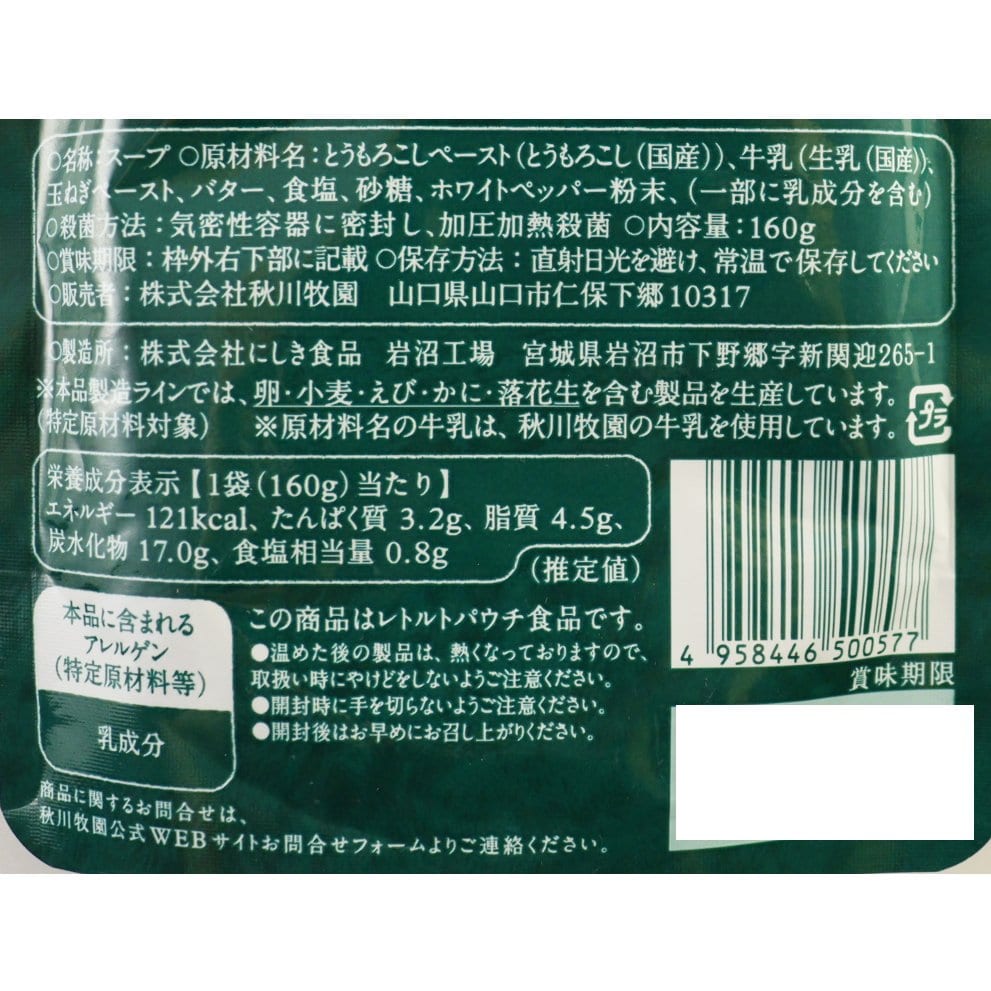 ○名称：スープ ○原材料名：とうもろこしペースト（とうもろこし（国産））、牛乳（生乳（国産））、
玉ねぎペースト、バター、食塩、砂糖、ホワイトペッパー粉末、（一部に乳成分を含む）
○殺菌方法：気密性容器に密封し、加圧加熱殺菌 ○内容量：160g
○賞味期限：枠外右下部に記載 ○保存方法：直射日光を避け、常温で保存してください
○販売者：株式会社秋川牧園　山口県山口市仁保下郷10317
○製造所：株式会社にしき食品　岩沼工場　宮城県岩沼市下野郷字新関迎265-1
※本品製造ラインでは、卵・小麦・えび・かに・落花生を含む製品を生産しています。
（特定原材料対象）　※原材料名の牛乳は、秋川牧園の牛乳を使用しています。
プラ
栄養成分表示【1袋（160g）当たり】
エネルギー 121kcal、たんぱく質 3.2g、脂質 4.5g、
炭水化物 17.0g、食塩相当量 0.8g
（推定値）
本品に含まれる
アレルゲン
（特定原材料等）
乳成分
この商品はレトルトパウチ食品です。
●温めた後の製品は、熱くなっておりますので、
取扱い時にやけどをしないようご注意ください。
●開封時に手を切らないようご注意ください。
●開封後はお早めにお召し上がりください。
4 958446 500577
賞味期限
商品に関するお問合せは、
秋川牧園公式WEBサイトお問合せフォームよりご連絡ください。